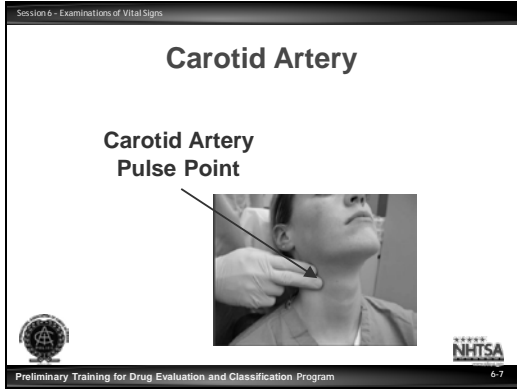 Session 6 - Examinations of Vital Signs
Carotid Artery
Carotid Artery
Pulse Point
NHTSA
Preliminary Training for Drug Evaluation and Classification Program
6-7